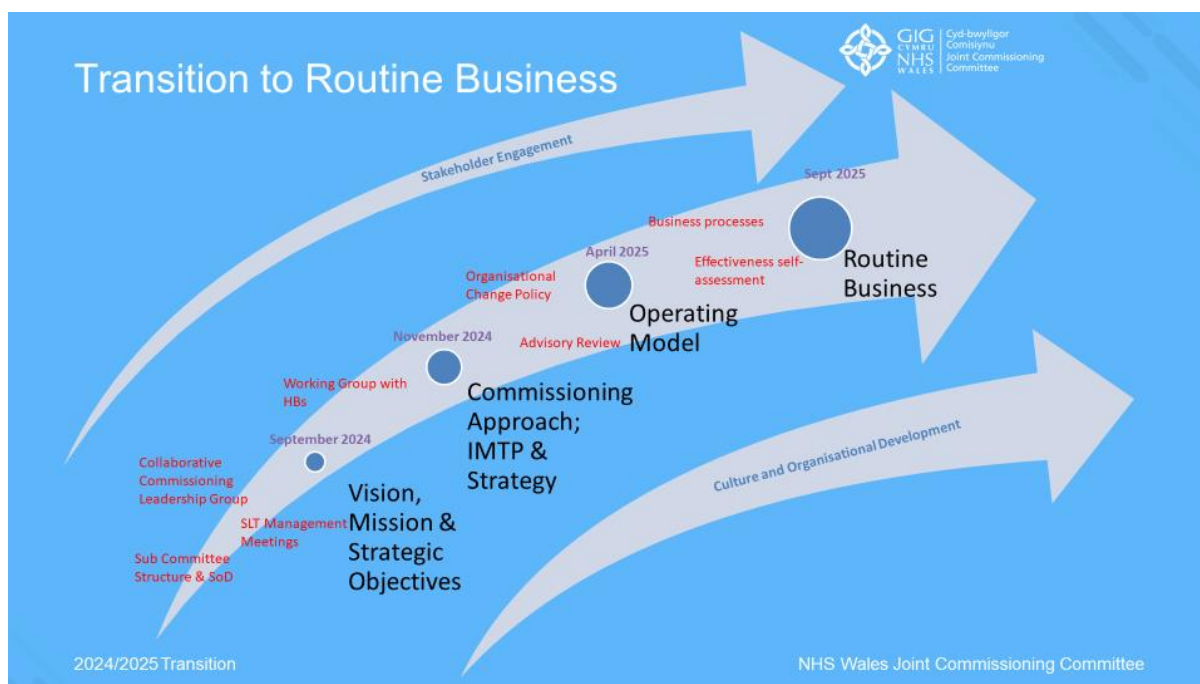 Transition to Routine Business
GIG
CYMRU
NHS
WALES
Cyd-bwyllgor
Comisiynu
Joint Commissioning
Committee
Stakeholder Engagement
Sept 2025
Business processes
April 2025
Effectiveness self-
assessment
Routine
Business
Organisational
Change Policy
Operating
Model
November 2024
Advisory Review
Working Group with
HBs
Commissioning
Approach;
IMTP &
Strategy
September 2024
Culture and Organisational Development
Collaborative
Commissioning
Leadership Group
Vision,
Mission &
Strategic
Objectives
SLT Management
Meetings
Sub Committee
Structure & SoD
2024/2025 Transition
NHS Wales Joint Commissioning Committee